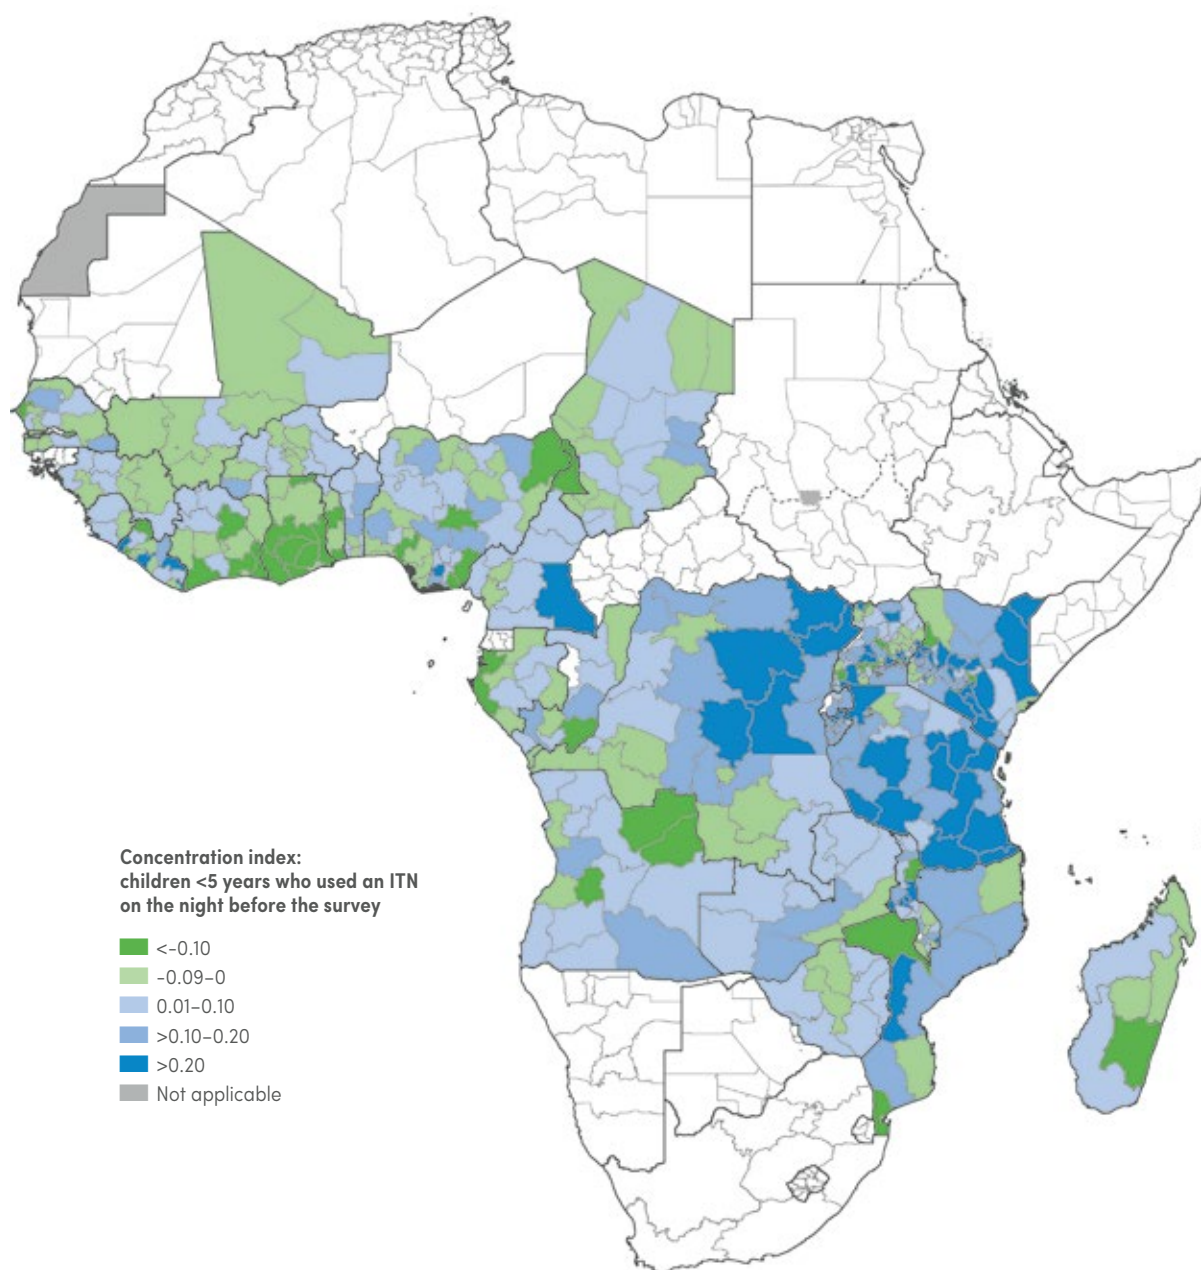 Concentration index:
children <5 years who used an ITN
on the night before the survey
<-0.10
-0.09–0
0.01–0.10
>0.10–0.20
>0.20
Not applicable